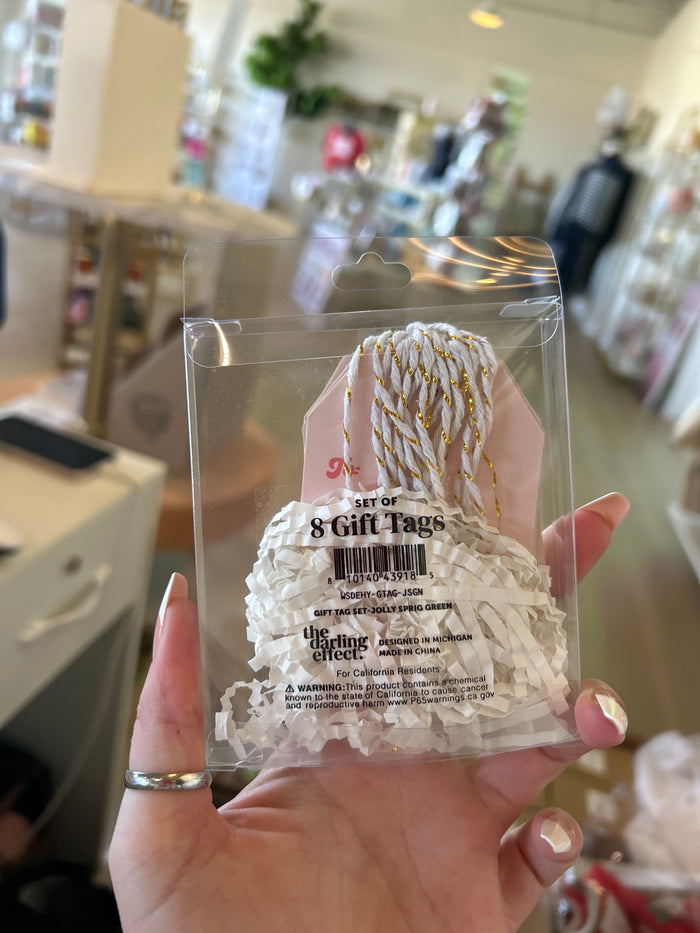 SET OF
8 Gift Tags
8 10140 43918 5
WSDEHY-GTAG-JSGN
GIFT TAG SET-JOLLY SPRIG GREEN
the
darling
effect.
DESIGNED IN MICHIGAN
MADE IN CHINA
For California Residents
⚠ WARNING:This product contains a chemical
known to the state of California to cause cancer
and reproductive harm www.P65warnings.ca.gov